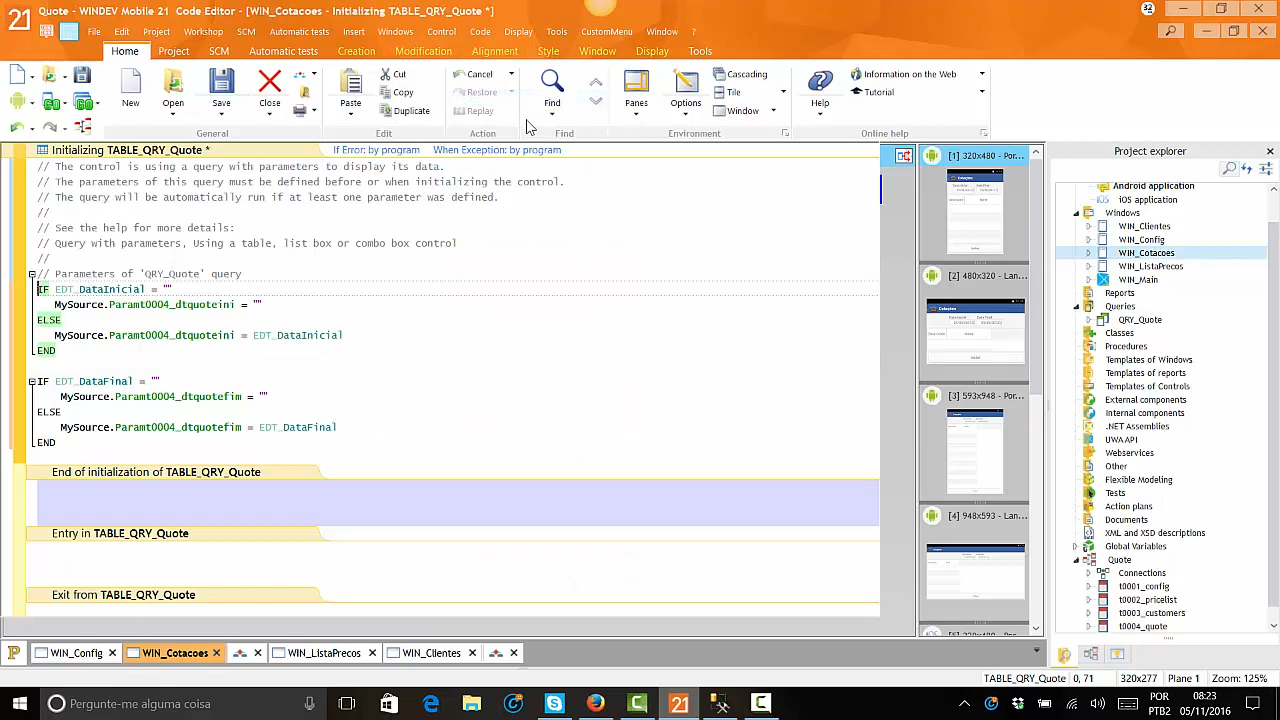 21 Quote - WINDEV Mobile 21 Code Editor - [WIN_Cotacoes - Initializing TABLE_QRY_Quote *] 32
File Edit Project Workshop SCM Automatic tests Insert Windows Control Code Display Tools CustomMenu Window ?
Home Project SCM Automatic tests Creation Modification Alignment Style Window Display Tools
New Open Save Close Paste Cut Copy Duplicate Cancel Restore Replay Find Panes Options Cascading Tile Window Help Information on the Web Tutorial
General Edit Action Find Environment Online help
Initializing TABLE_QRY_Quote * If Error: by program When Exception: by program
// The control is using a query with parameters to display its data.
// The parameters of this query must be defined before or when initializing the control.
// The query will be automatically run if at least one parameter was defined.
//
// See the help for more details:
// Query with parameters, Using a table, list box or combo box control
//
// Parameters of 'QRY_Quote' query
IF EDT_DataInicial = ""
MySource.Paramt0004_dtquoteini = ""
ELSE
MySource.Paramt0004_dtquoteini = EDT_DataInicial
END
IF EDT_DataFinal = ""
MySource.Paramt0004_dtquotefim = ""
ELSE
MySource.Paramt0004_dtquotefim = EDT_DataFinal
END
End of initialization of TABLE_QRY_Quote
Entry in TABLE_QRY_Quote
Exit from TABLE_QRY_Quote
[1] 320x480 - Por...
Cotações
[2] 480x320 - Lan...
Cotações
[3] 593x948 - Por...
[4] 948x593 - Lan...
Project explorer
iOS application
Windows
WIN_Clientes
WIN_Config
WIN_Cotacoes
WIN_ListaPrecos
WIN_Main
Reports
Queries
QRY_Quote
Classes
Procedures
Templates of Windows
Templates of reports
Templates of Controls
External components
Internal components
.NET Assemblies
UWA API
Webservices
Other
Flexible Modeling
Tests
Action plans
Documents
XML and XSD descriptions
Global Variables
Quote
Connections
t0001_config
t0002_pricelist
t0003_customers
t0004_quote
WIN_Config WIN_Cotacoes WIN_ListaPrecos WIN_Clientes
TABLE_QRY_Quote 0, 71 320x277 Plane 1 Zoom: 125%
Pergunte-me alguma coisa 21 POR PTB2 08:23 05/11/2016